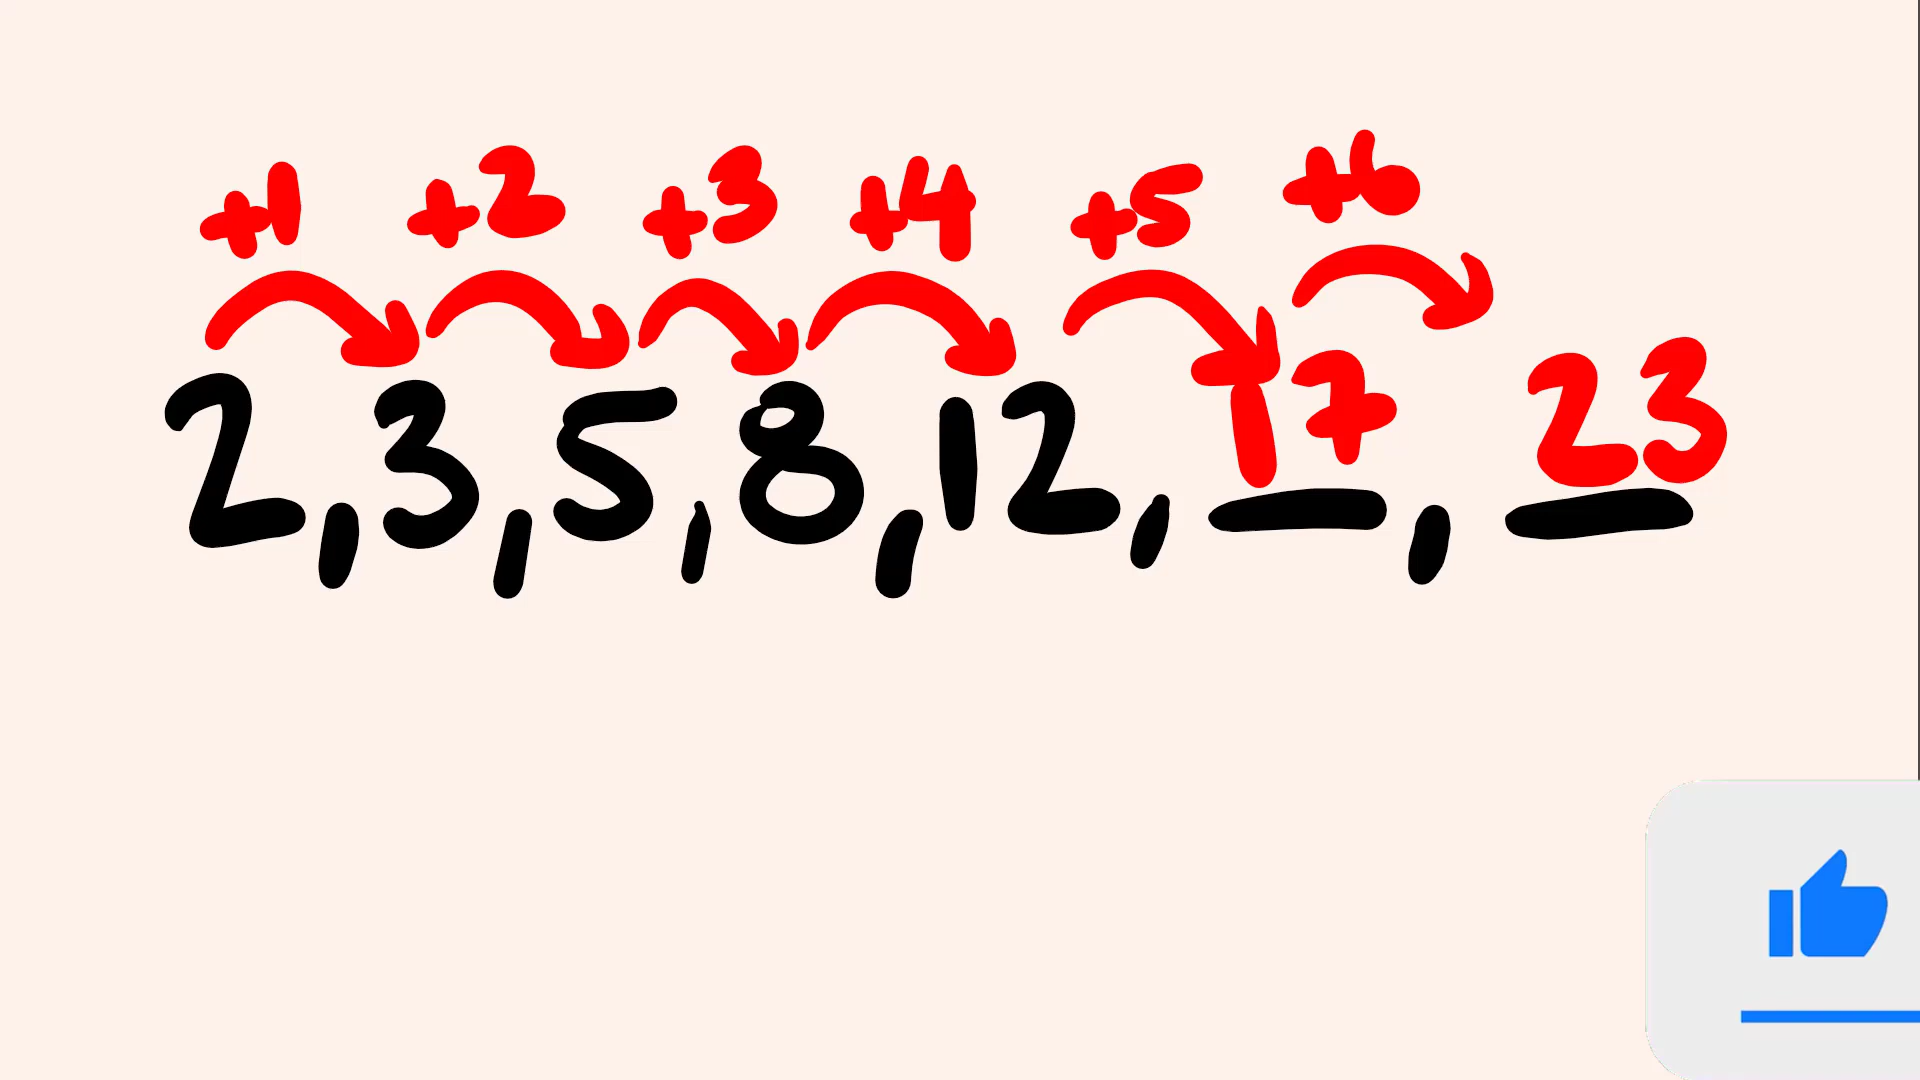 +1 +2 +3 +4 +5 +6
2, 3, 5, 8, 12, 17, 23